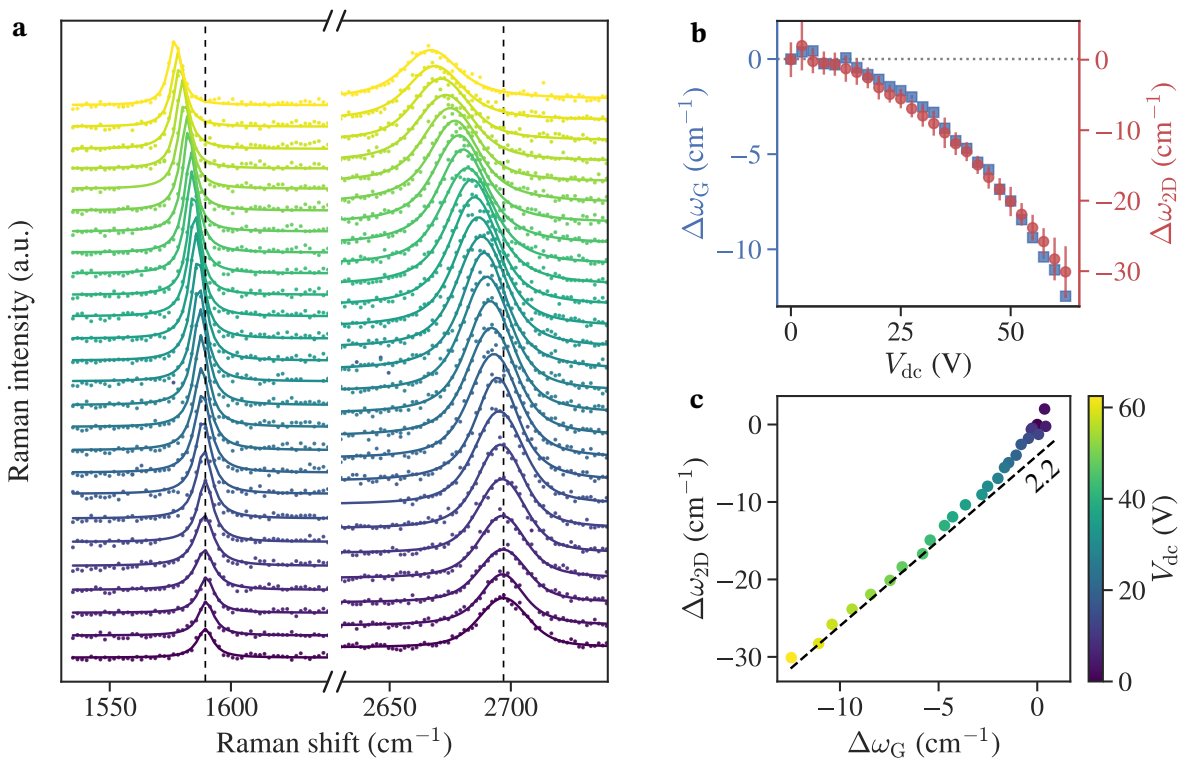 a
Raman intensity (a.u.)
1550 1600 2650 2700
Raman shift (cm⁻¹)
b
0
−5
−10
Δω_G (cm⁻¹)
0
−10
−20
−30
Δω_2D (cm⁻¹)
0 25 50
V_dc (V)
c
0
−10
−20
−30
Δω_2D (cm⁻¹)
2.2
−10 −5 0
Δω_G (cm⁻¹)
60
40
20
0
V_dc (V)